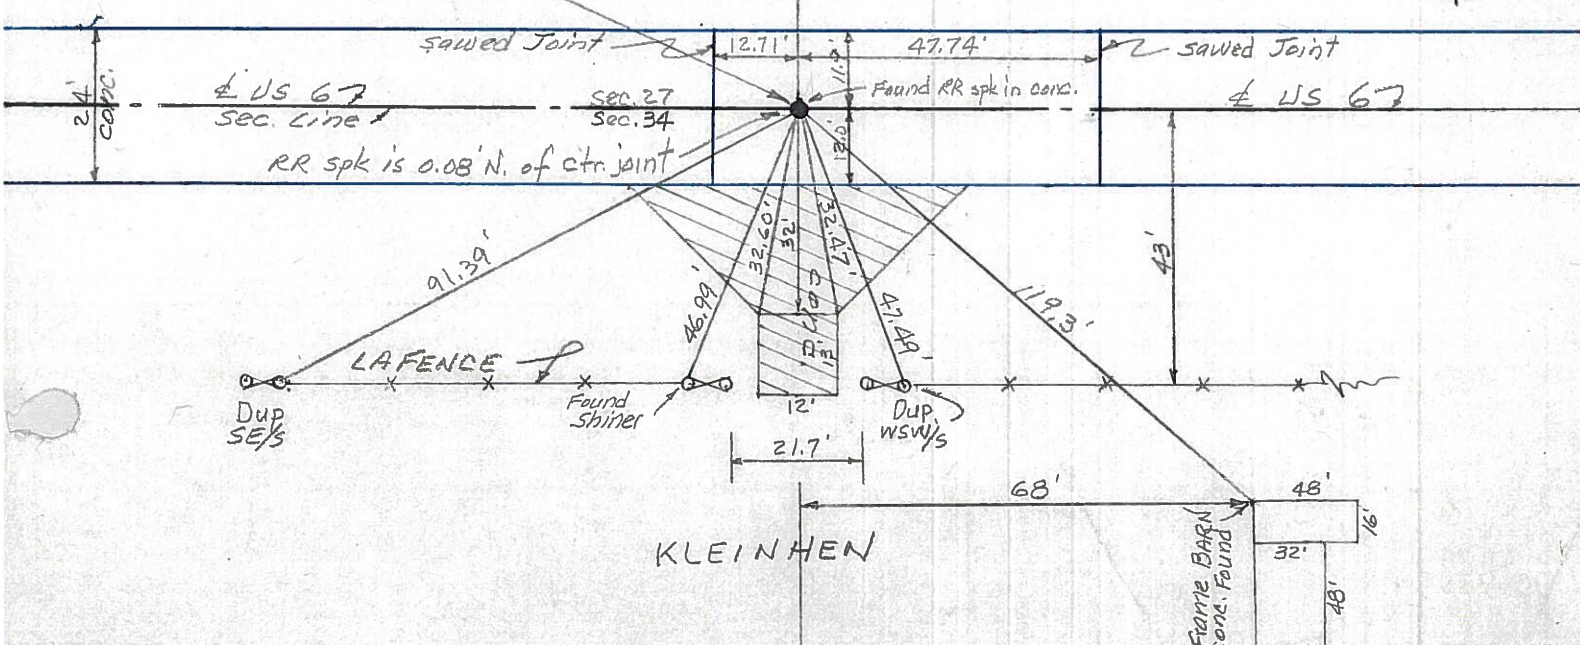 sawed Joint
12.71'
47.74'
sawed Joint
℄ US 67
Sec. Line
Sec. 27
Sec. 34
Found RR spk in conc.
℄ US 67
24' conc.
12.0'
RR spk is 0.08' N. of ctr. joint
91.39'
46.99'
32.60'
32'
32.47'
47.49'
119.3'
43'
LA FENCE
13'
12'
Dup
SE/s
Found
Shiner
Dup.
WSW/s
21.7'
68'
48'
16'
32'
48'
Frame BARN
conc. Found
KLEINHEN